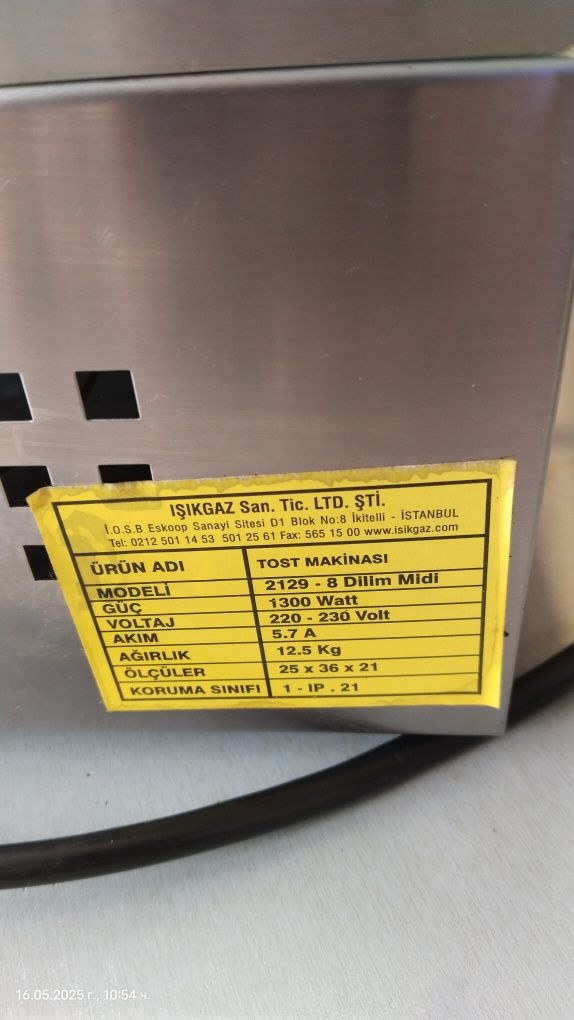 IŞIKGAZ San. Tic. LTD. ŞTİ.
İ.O.S.B Eskoop Sanayi Sitesi D1 Blok No:8 İkitelli - İSTANBUL
Tel: 0212 501 14 53 501 25 61 Fax: 565 15 00 www.isikgaz.com
ÜRÜN ADI TOST MAKİNASI
MODELİ 2129 - 8 Dilim Midi
GÜÇ 1300 Watt
VOLTAJ 220 - 230 Volt
AKIM 5.7 A
AĞIRLIK 12.5 Kg
ÖLÇÜLER 25 x 36 x 21
KORUMA SINIFI 1 - IP . 21
16.05.2025 г., 10:54 ч.